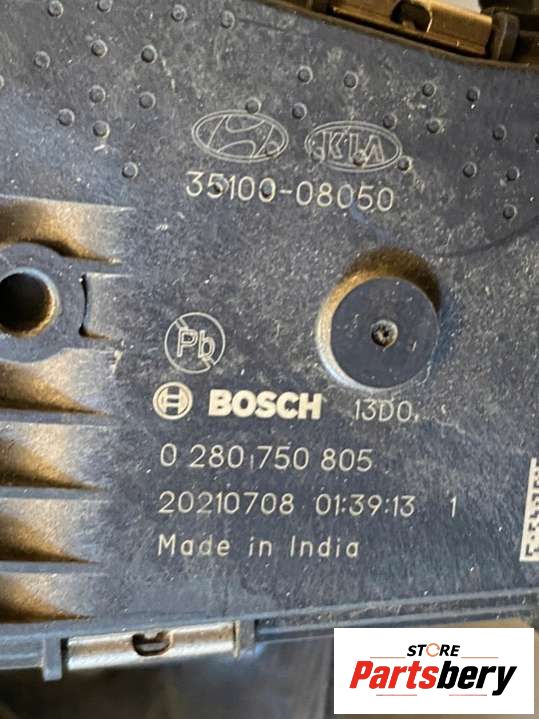 KIA
35100-08050
Pb
BOSCH 13D0
0 280 750 805
20210708 01:39:13 1
Made in India
STORE
Partsbery